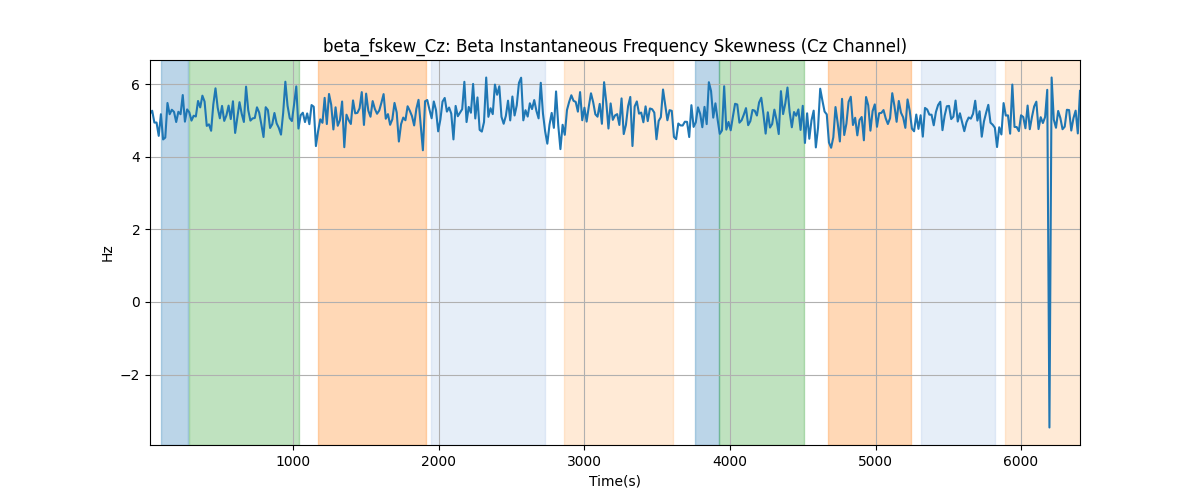 beta_fskew_Cz: Beta Instantaneous Frequency Skewness (Cz Channel)
6
4
2
0
−2
Hz
1000 2000 3000 4000 5000 6000
Time(s)